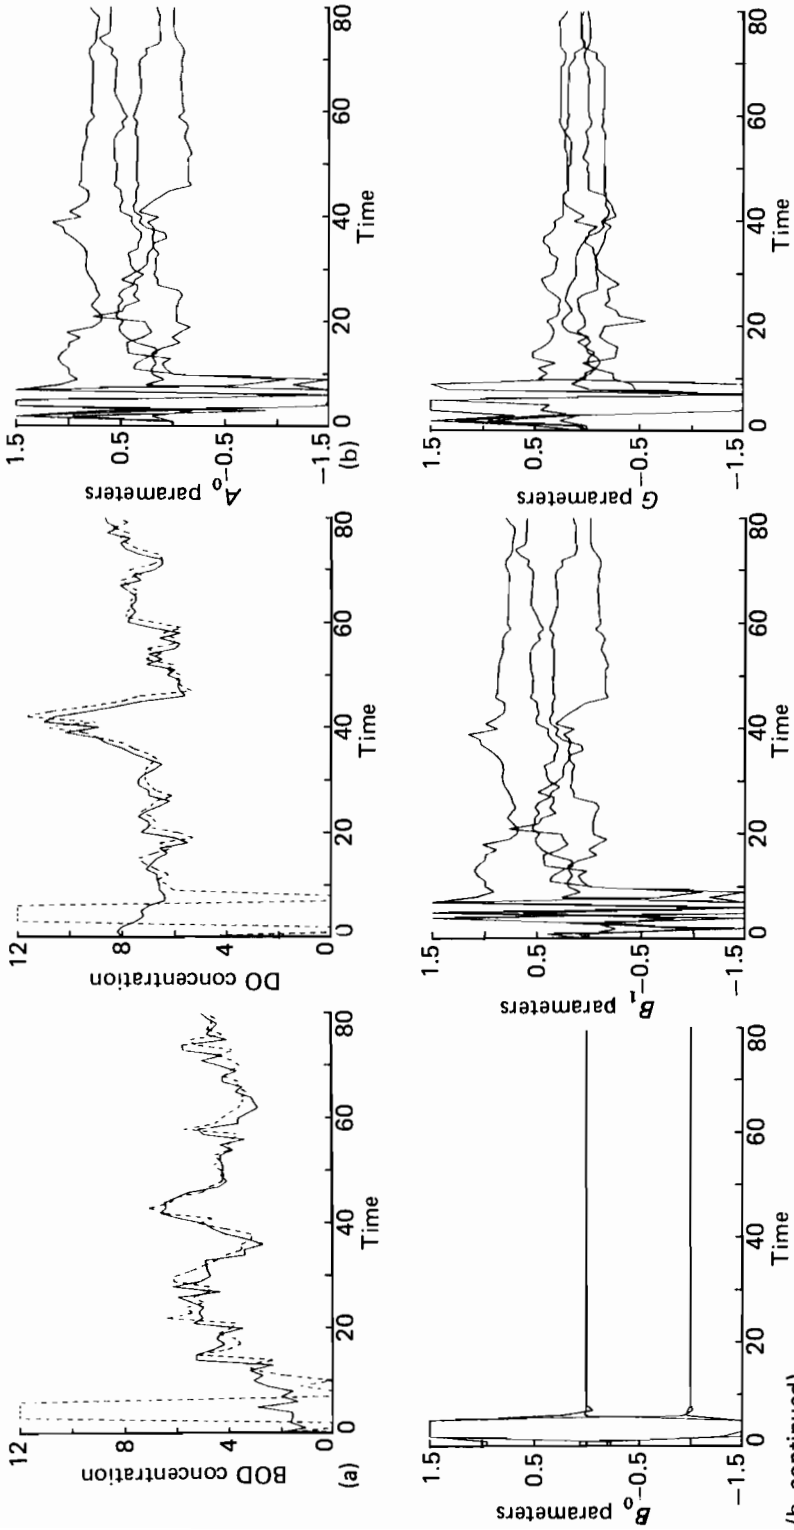 BOD concentration
12
8
4
0
0 20 40 60 80
Time
(a)
DO concentration
12
8
4
0
0 20 40 60 80
Time
A₀ parameters
1.5
0.5
−0.5
−1.5
0 20 40 60 80
Time
(b)
B₀ parameters
1.5
0.5
−0.5
−1.5
0 20 40 60 80
Time
B₁ parameters
1.5
0.5
−0.5
−1.5
0 20 40 60 80
Time
G parameters
1.5
0.5
−0.5
−1.5
0 20 40 60 80
Time
(b continued)